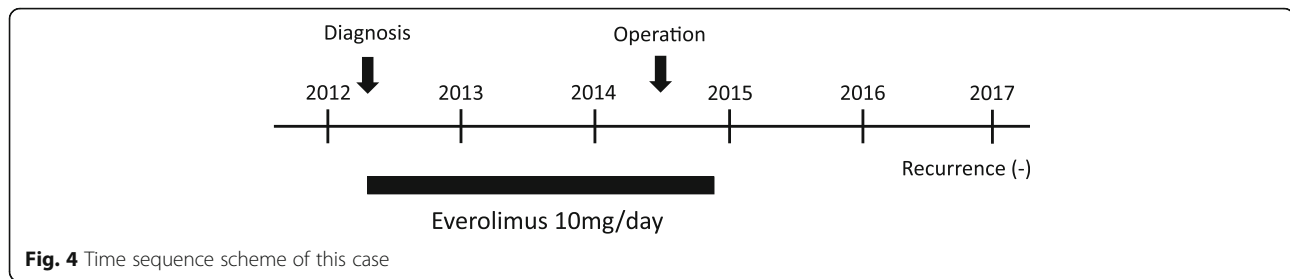 Diagnosis Operation
2012 2013 2014 2015 2016 2017
Recurrence (-)
Everolimus 10mg/day
Fig. 4 Time sequence scheme of this case